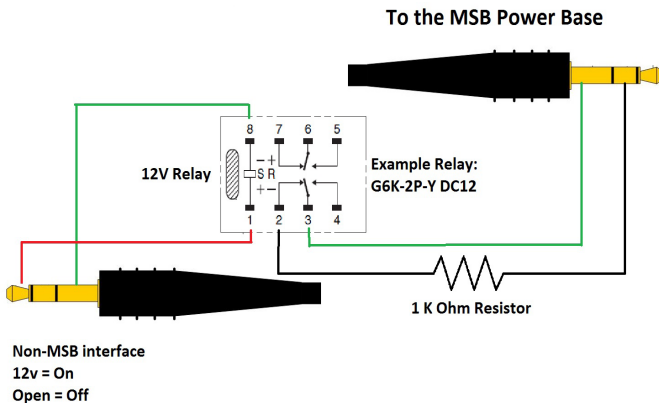 To the MSB Power Base
8 7 6 5
12V Relay
- +
S R
+ -
Example Relay:
G6K-2P-Y DC12
1 2 3 4
1 K Ohm Resistor
Non-MSB interface
12v = On
Open = Off